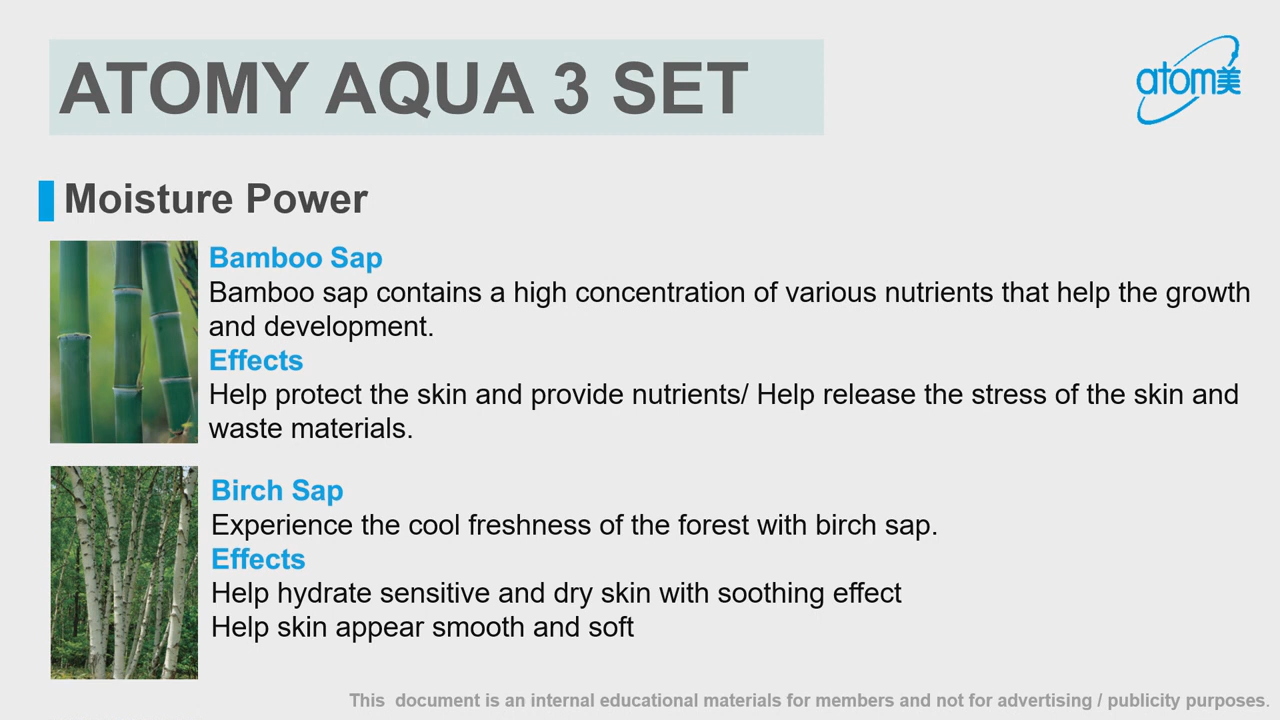 ATOMY AQUA 3 SET
atom美
Moisture Power
Bamboo Sap
Bamboo sap contains a high concentration of various nutrients that help the growth
and development.
Effects
Help protect the skin and provide nutrients/ Help release the stress of the skin and
waste materials.
Birch Sap
Experience the cool freshness of the forest with birch sap.
Effects
Help hydrate sensitive and dry skin with soothing effect
Help skin appear smooth and soft
This  document is an internal educational materials for members and not for advertising / publicity purposes.